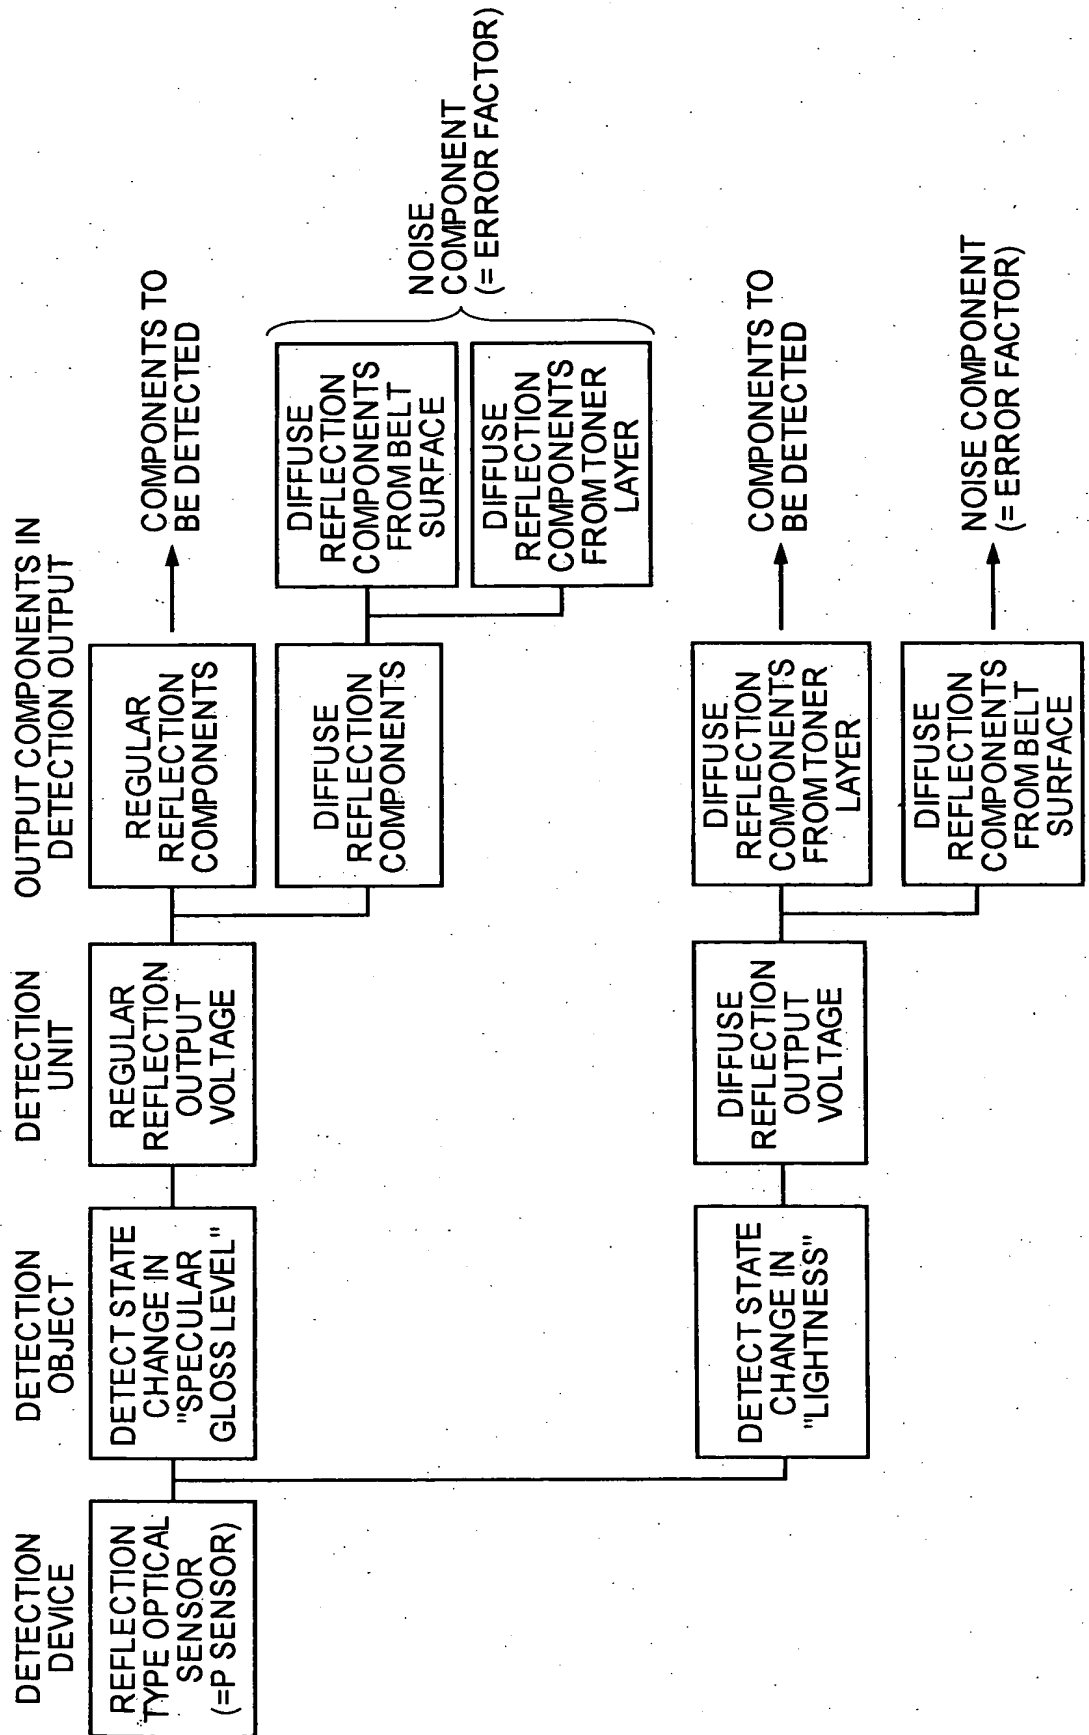 DETECTION
DEVICE
DETECTION
OBJECT
DETECTION
UNIT
OUTPUT COMPONENTS IN
DETECTION OUTPUT
REFLECTION
TYPE OPTICAL
SENSOR
(=P SENSOR)
DETECT STATE
CHANGE IN
"SPECULAR
GLOSS LEVEL"
REGULAR
REFLECTION
OUTPUT
VOLTAGE
REGULAR
REFLECTION
COMPONENTS
COMPONENTS TO
BE DETECTED
DIFFUSE
REFLECTION
COMPONENTS
DIFFUSE
REFLECTION
COMPONENTS
FROM BELT
SURFACE
DIFFUSE
REFLECTION
COMPONENTS
FROM TONER
LAYER
NOISE
COMPONENT
(= ERROR FACTOR)
DETECT STATE
CHANGE IN
"LIGHTNESS"
DIFFUSE
REFLECTION
OUTPUT
VOLTAGE
DIFFUSE
REFLECTION
COMPONENTS
FROM TONER
LAYER
COMPONENTS TO
BE DETECTED
DIFFUSE
REFLECTION
COMPONENTS
FROM BELT
SURFACE
NOISE COMPONENT
(= ERROR FACTOR)